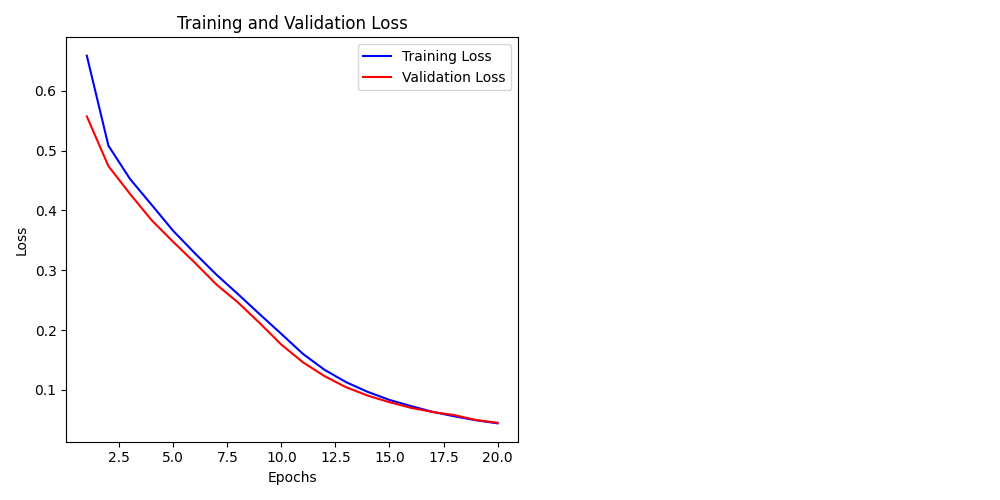 Training and Validation Loss
Training Loss
Validation Loss
0.6
0.5
0.4
0.3
0.2
0.1
Loss
2.5 5.0 7.5 10.0 12.5 15.0 17.5 20.0
Epochs